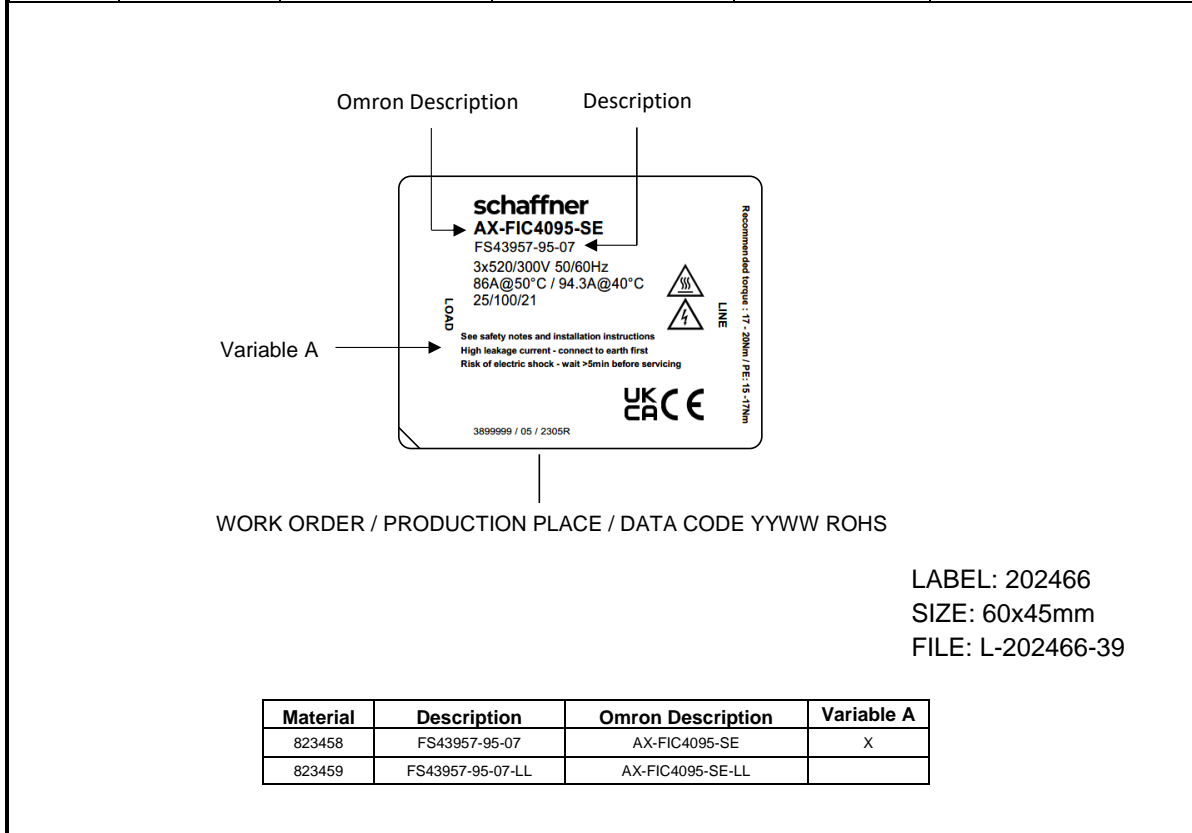 Omron Description
Description
schaffner
AX-FIC4095-SE
FS43957-95-07
3x520/300V 50/60Hz
86A@50°C / 94.3A@40°C
25/100/21
LOAD
LINE
Recommended torque : 17 - 20Nm / PE: 15 -17Nm
Variable A
See safety notes and installation instructions
High leakage current - connect to earth first
Risk of electric shock - wait >5min before servicing
UK
CA CE
3899999 / 05 / 2305R
WORK ORDER / PRODUCTION PLACE / DATA CODE YYWW ROHS
LABEL: 202466
SIZE: 60x45mm
FILE: L-202466-39
Material Description Omron Description Variable A
823458 FS43957-95-07 AX-FIC4095-SE X
823459 FS43957-95-07-LL AX-FIC4095-SE-LL